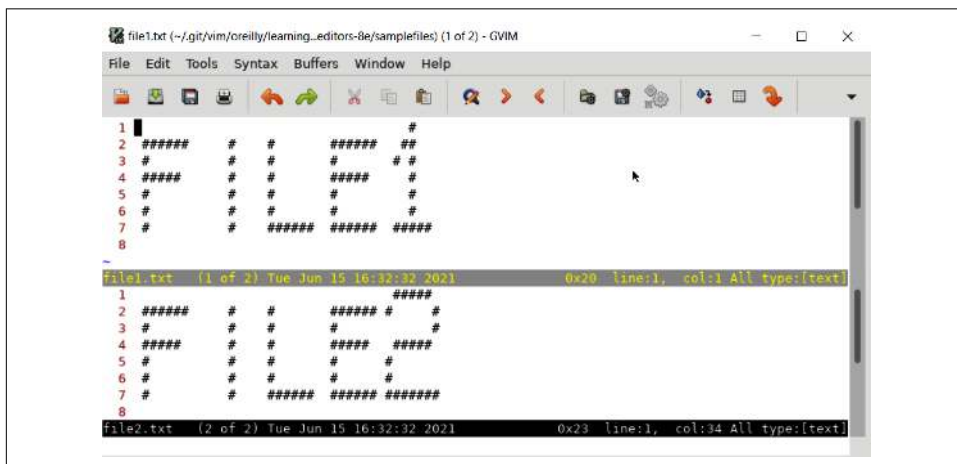 file1.txt (~/.git/vim/oreilly/learning...editors-8e/samplefiles) (1 of 2) - GVIM
File Edit Tools Syntax Buffers Window Help
1                                           #
2 ######     #    #        ######   ##
3 #          #    #        #       # #
4 #####      #    #        #####     #
5 #          #    #        #         #
6 #          #    #        #         #
7 #          #    ######   ######  #####
8
~
file1.txt (1 of 2) Tue Jun 15 16:32:32 2021 0x20 line:1, col:1 All type:[text]
1                                  #####
2 ######     #    #        ###### #     #
3 #          #    #        #            #
4 #####      #    #        #####   #####
5 #          #    #        #      #
6 #          #    #        #      #
7 #          #    ######   ###### #######
8
file2.txt (2 of 2) Tue Jun 15 16:32:32 2021 0x23 line:1, col:34 All type:[text]